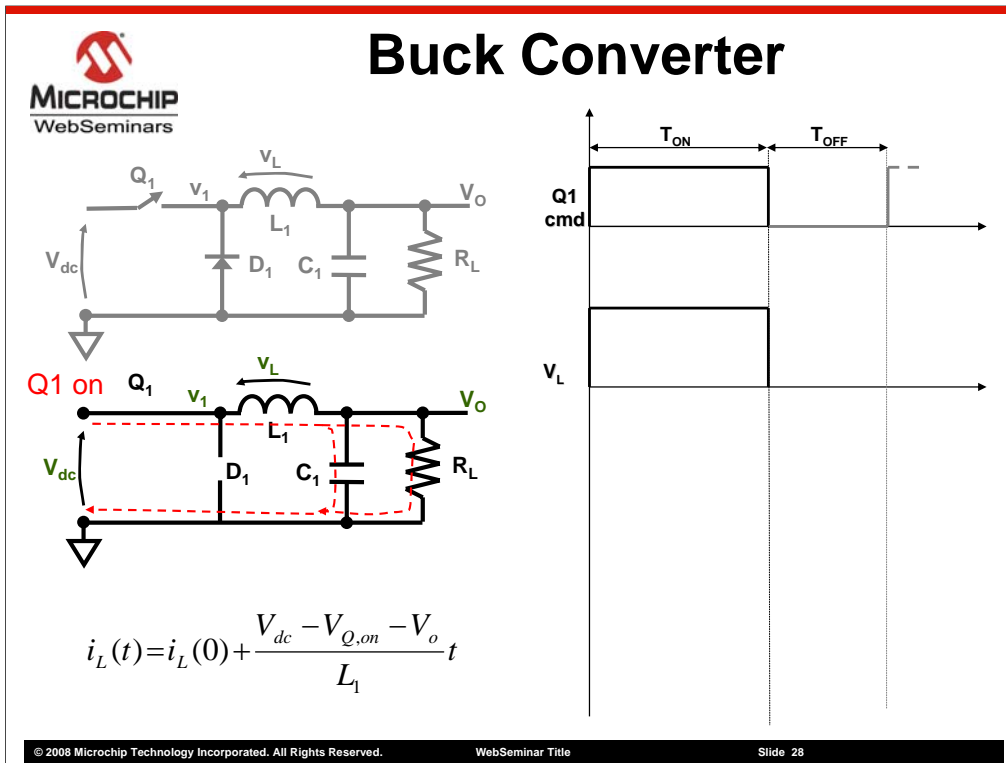 Buck Converter
MICROCHIP
WebSeminars
Q1
v1
vL
L1
VO
Vdc
D1
C1
RL
Q1 on
Q1
v1
vL
L1
VO
Vdc
D1
C1
RL
iL(t) = iL(0) + (Vdc − VQ,on − Vo) / L1 t
TON
TOFF
Q1
cmd
VL
© 2008 Microchip Technology Incorporated. All Rights Reserved. WebSeminar Title Slide 28